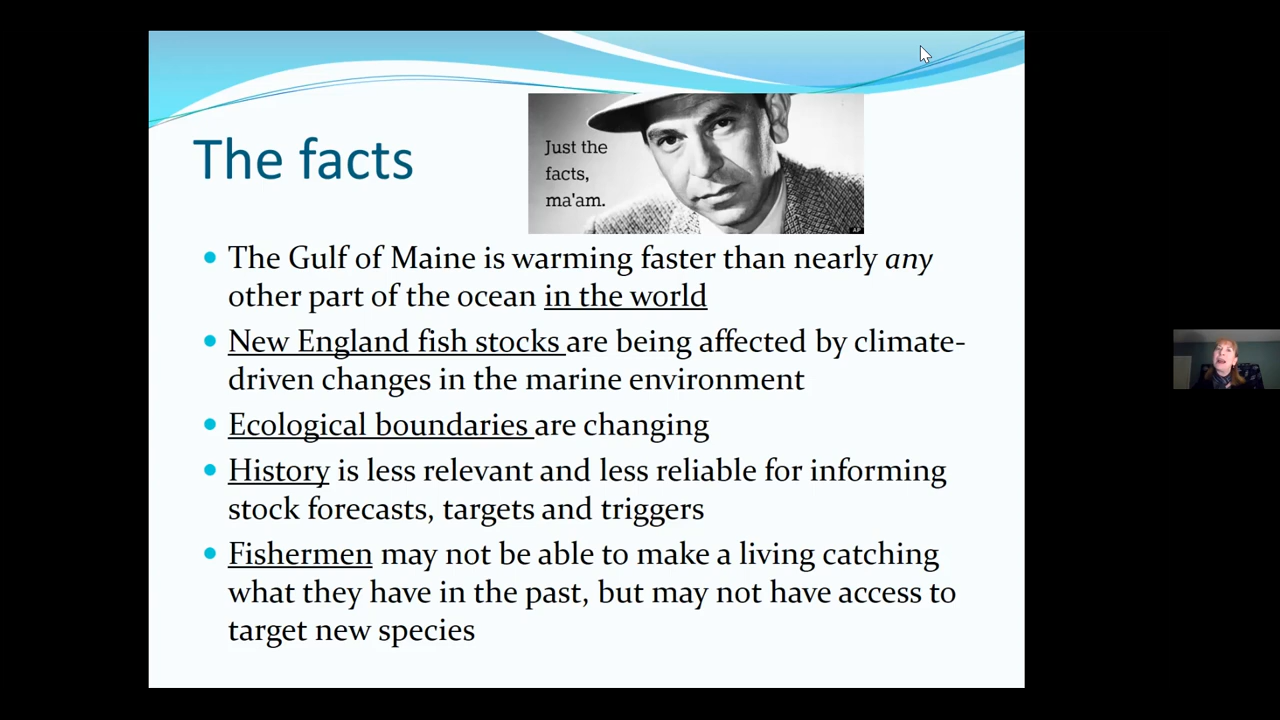 The facts
Just the
facts,
ma'am.
AP
The Gulf of Maine is warming faster than nearly any
other part of the ocean in the world
New England fish stocks are being affected by climate-
driven changes in the marine environment
Ecological boundaries are changing
History is less relevant and less reliable for informing
stock forecasts, targets and triggers
Fishermen may not be able to make a living catching
what they have in the past, but may not have access to
target new species